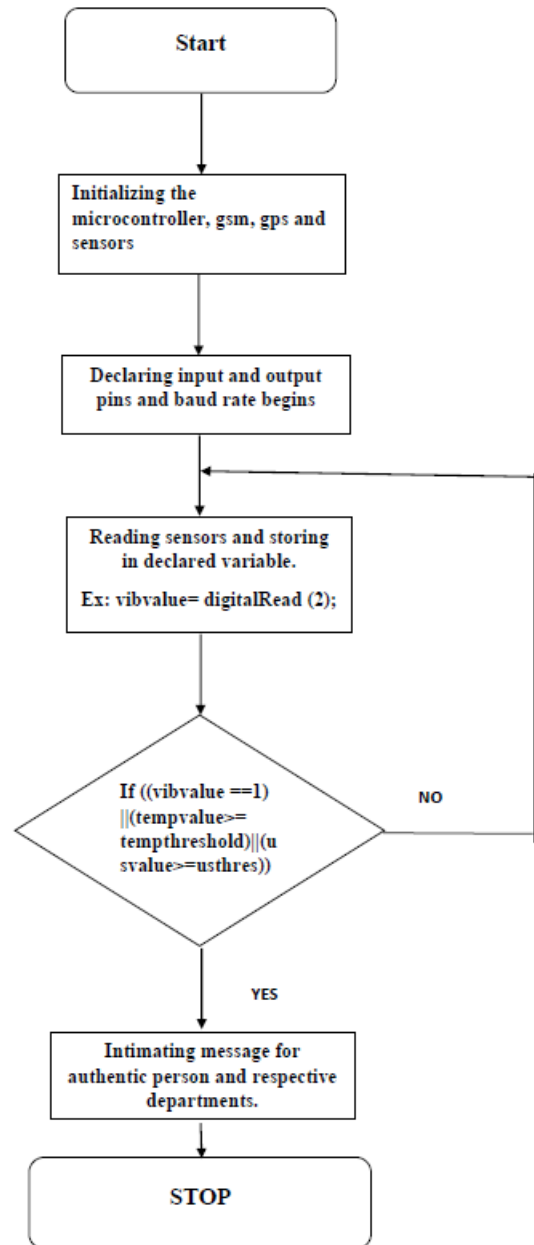 Start
Initializing the
microcontroller, gsm, gps and
sensors
Declaring input and output
pins and baud rate begins
Reading sensors and storing
in declared variable.
Ex: vibvalue= digitalRead (2);
If ((vibvalue ==1)
||(tempvalue>=
tempthreshold)||(u
svalue>=usthres))
NO
YES
Intimating message for
authentic person and respective
departments.
STOP